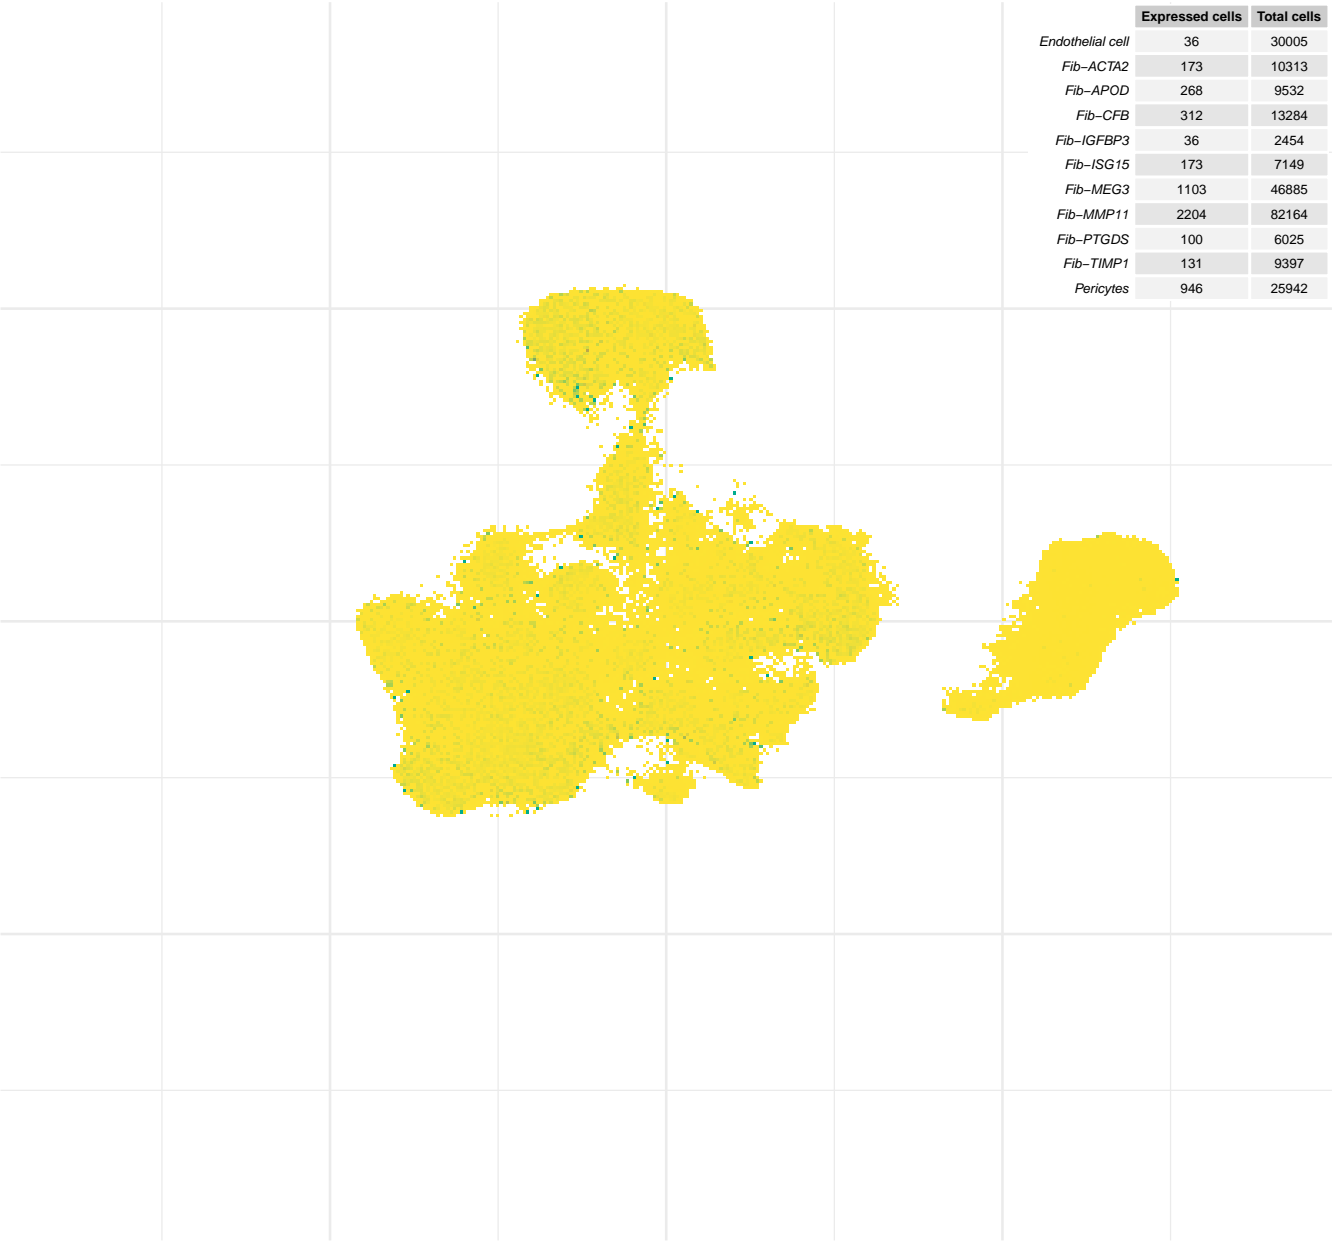 Expressed cells Total cells
Endothelial cell 36 30005
Fib−ACTA2 173 10313
Fib−APOD 268 9532
Fib−CFB 312 13284
Fib−IGFBP3 36 2454
Fib−ISG15 173 7149
Fib−MEG3 1103 46885
Fib−MMP11 2204 82164
Fib−PTGDS 100 6025
Fib−TIMP1 131 9397
Pericytes 946 25942